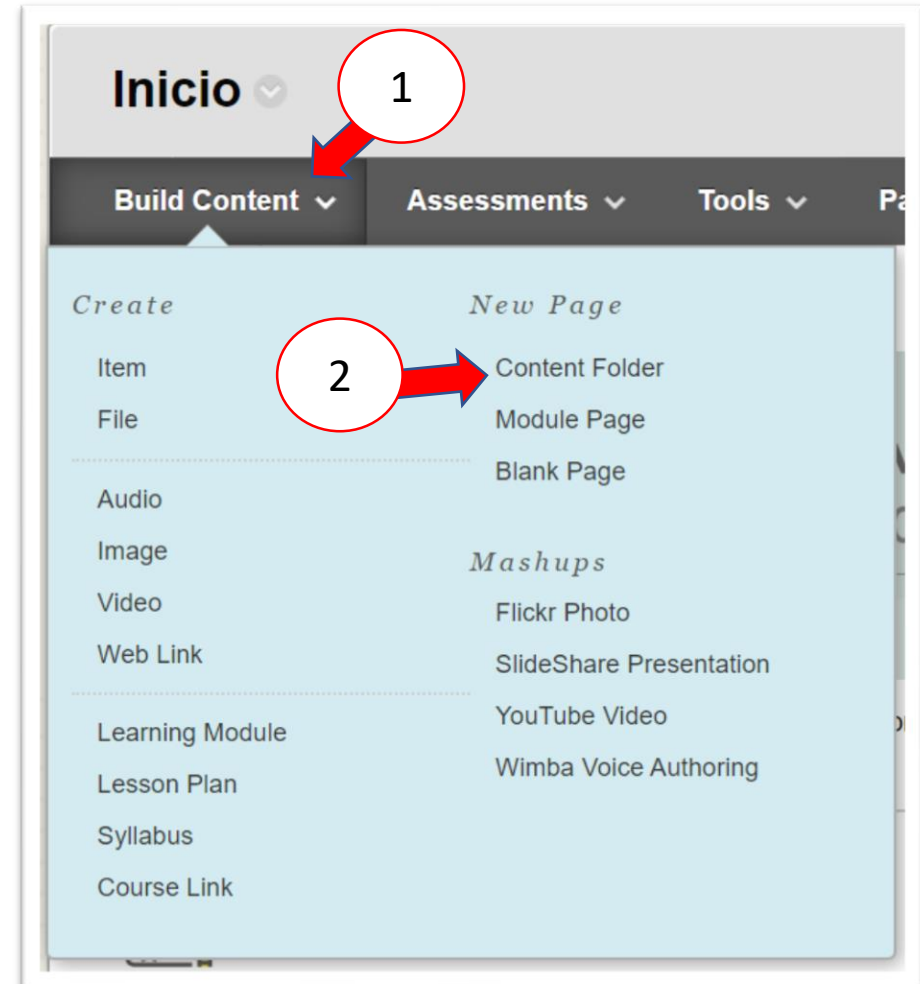 Inicio
1
Build Content
Assessments
Tools
Create
Item
File
Audio
Image
Video
Web Link
Learning Module
Lesson Plan
Syllabus
Course Link
New Page
2
Content Folder
Module Page
Blank Page
Mashups
Flickr Photo
SlideShare Presentation
YouTube Video
Wimba Voice Authoring